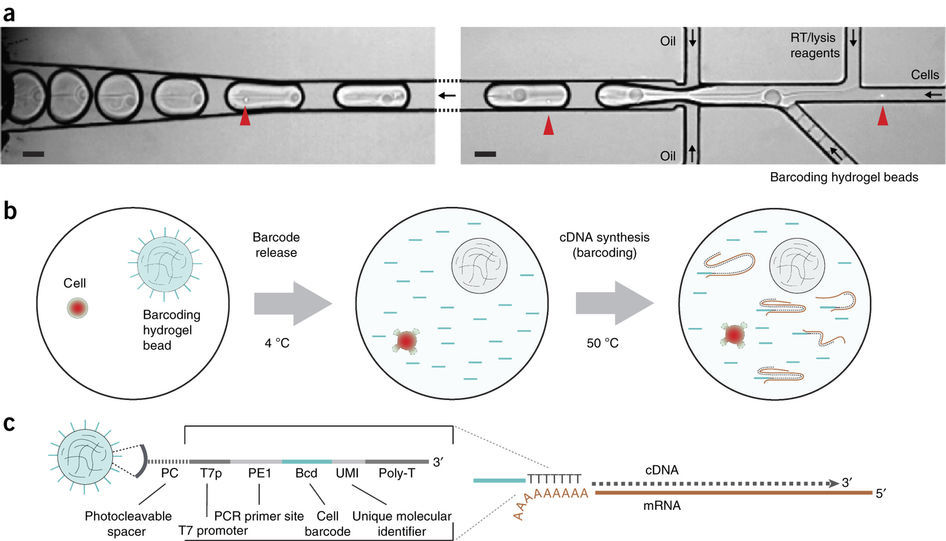 a
Oil
RT/lysis
reagents
Cells
Oil
Barcoding hydrogel beads
b
Cell
Barcoding
hydrogel
bead
Barcode
release
4 °C
cDNA synthesis
(barcoding)
50 °C
c
PC
T7p
PE1
Bcd
UMI
Poly-T
3′
Photocleavable
spacer
T7 promoter
PCR primer site
Cell
barcode
Unique molecular
identifier
TTTTTTT
AAAAAAAAA
cDNA
3′
mRNA
5′